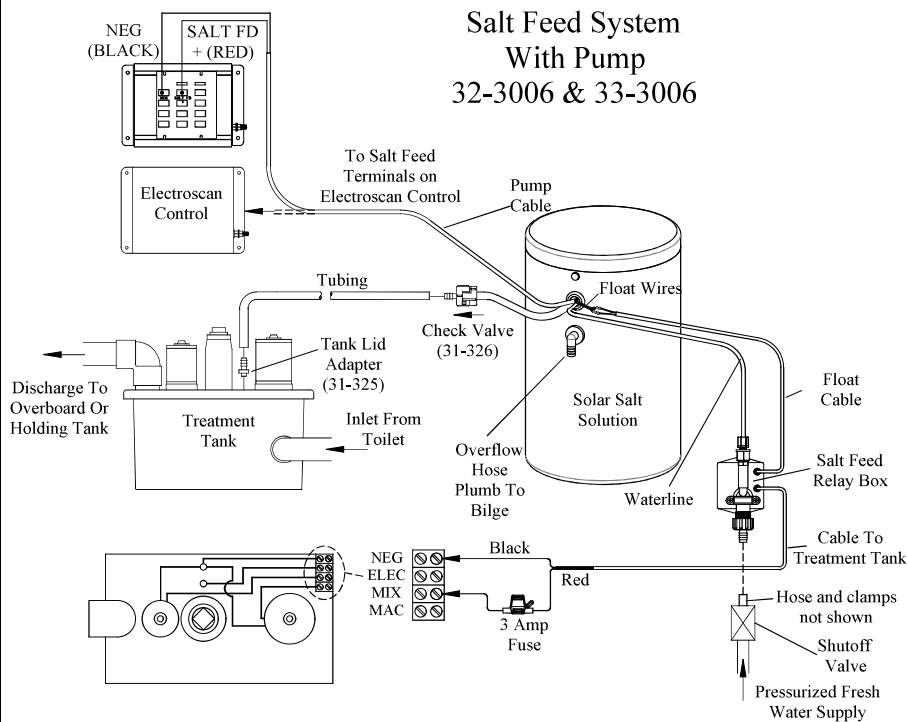 Salt Feed System
With Pump
32-3006 & 33-3006
NEG
(BLACK)
SALT FD
+ (RED)
To Salt Feed
Terminals on
Electroscan Control
Electroscan
Control
Pump
Cable
Tubing
Float Wires
Check Valve
(31-326)
Tank Lid
Adapter
(31-325)
Discharge To
Overboard Or
Holding Tank
Treatment
Tank
Inlet From
Toilet
Solar Salt
Solution
Overflow
Hose
Plumb To
Bilge
Float
Cable
Waterline
Salt Feed
Relay Box
Cable To
Treatment Tank
NEG
ELEC
MIX
MAC
Black
Red
3 Amp
Fuse
Hose and clamps
not shown
Shutoff
Valve
Pressurized Fresh
Water Supply